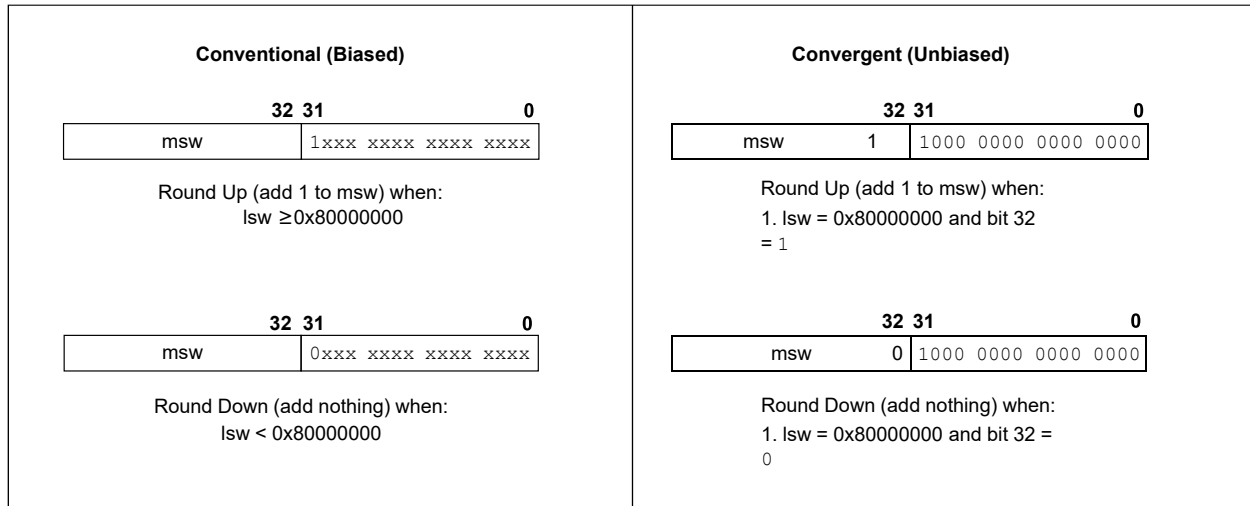 Conventional (Biased)
32 31 0
msw 1xxx xxxx xxxx xxxx
Round Up (add 1 to msw) when:
lsw ≥0x80000000
32 31 0
msw 0xxx xxxx xxxx xxxx
Round Down (add nothing) when:
lsw < 0x80000000
Convergent (Unbiased)
32 31 0
msw 1 1000 0000 0000 0000
Round Up (add 1 to msw) when:
1. lsw = 0x80000000 and bit 32
= 1
32 31 0
msw 0 1000 0000 0000 0000
Round Down (add nothing) when:
1. lsw = 0x80000000 and bit 32 =
0